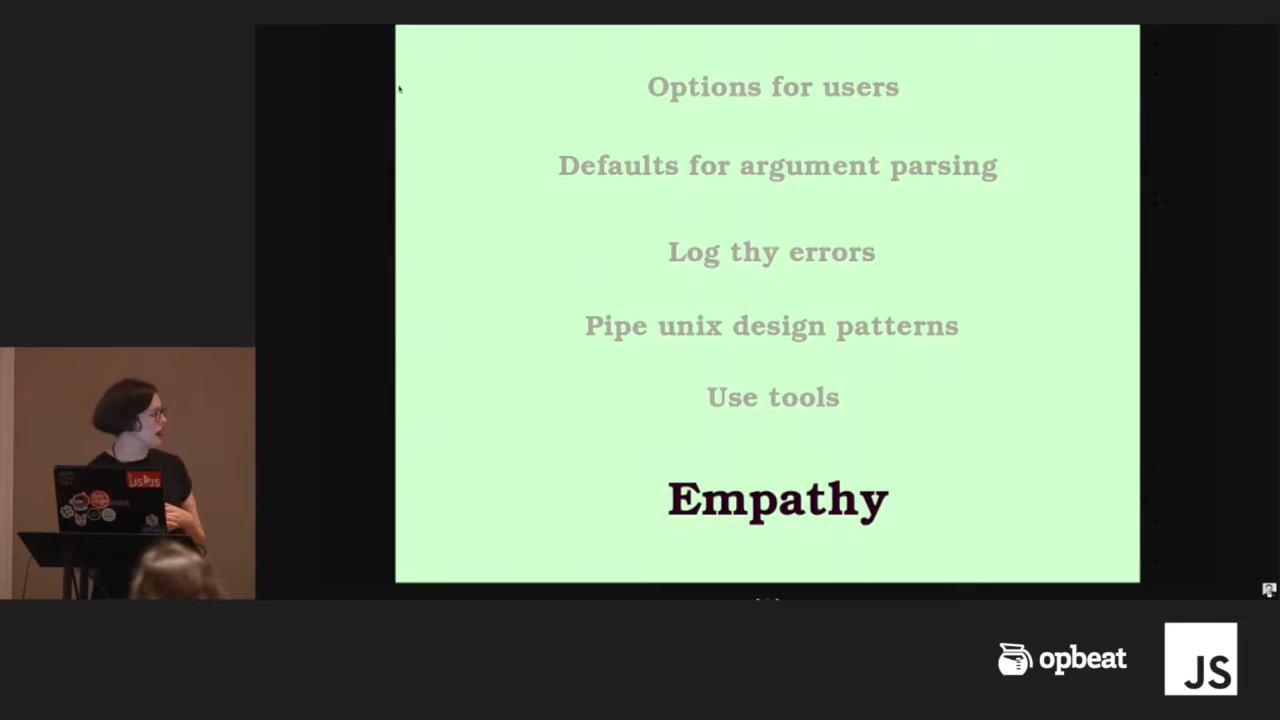 Options for users
Defaults for argument parsing
Log thy errors
Pipe unix design patterns
Use tools
Empathy
JSJS
opbeat
JS